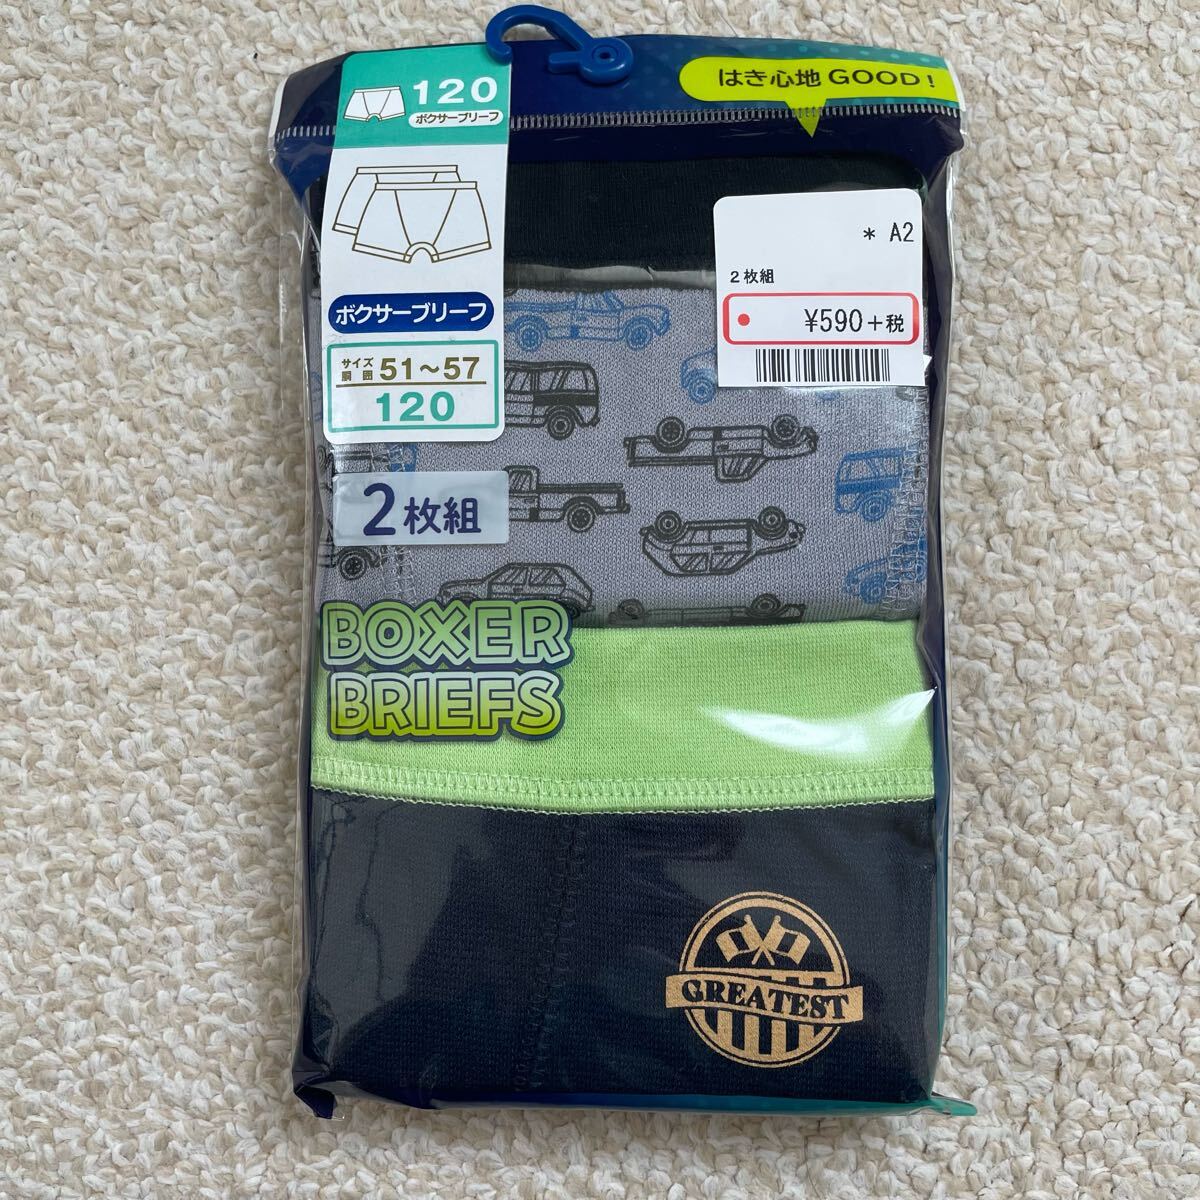 120
ボクサーブリーフ
はき心地 GOOD!
* A2
2枚組
¥590+税
ボクサーブリーフ
サイズ
胴囲 51〜57
120
2枚組
BOXER
BRIEFS
GREATEST